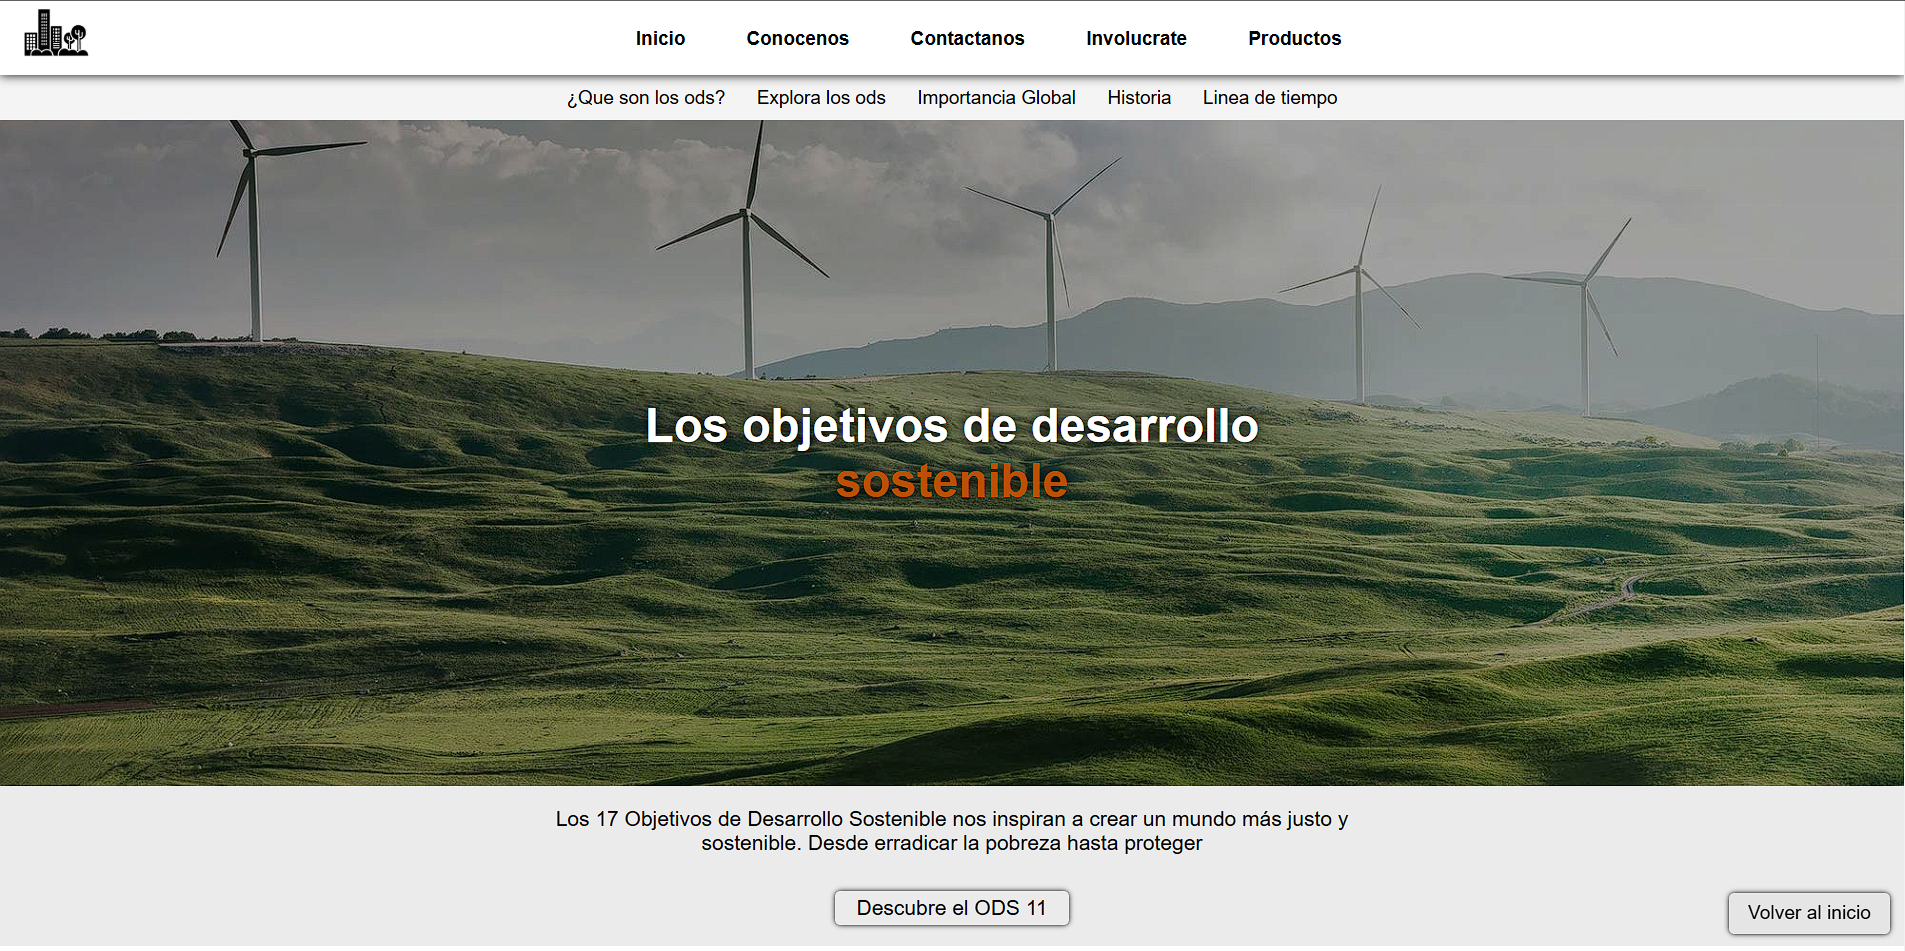 Inicio Conocenos Contactanos Involucrate Productos
¿Que son los ods? Explora los ods Importancia Global Historia Linea de tiempo
Los objetivos de desarrollo
sostenible
Los 17 Objetivos de Desarrollo Sostenible nos inspiran a crear un mundo más justo y
sostenible. Desde erradicar la pobreza hasta proteger
Descubre el ODS 11
Volver al inicio